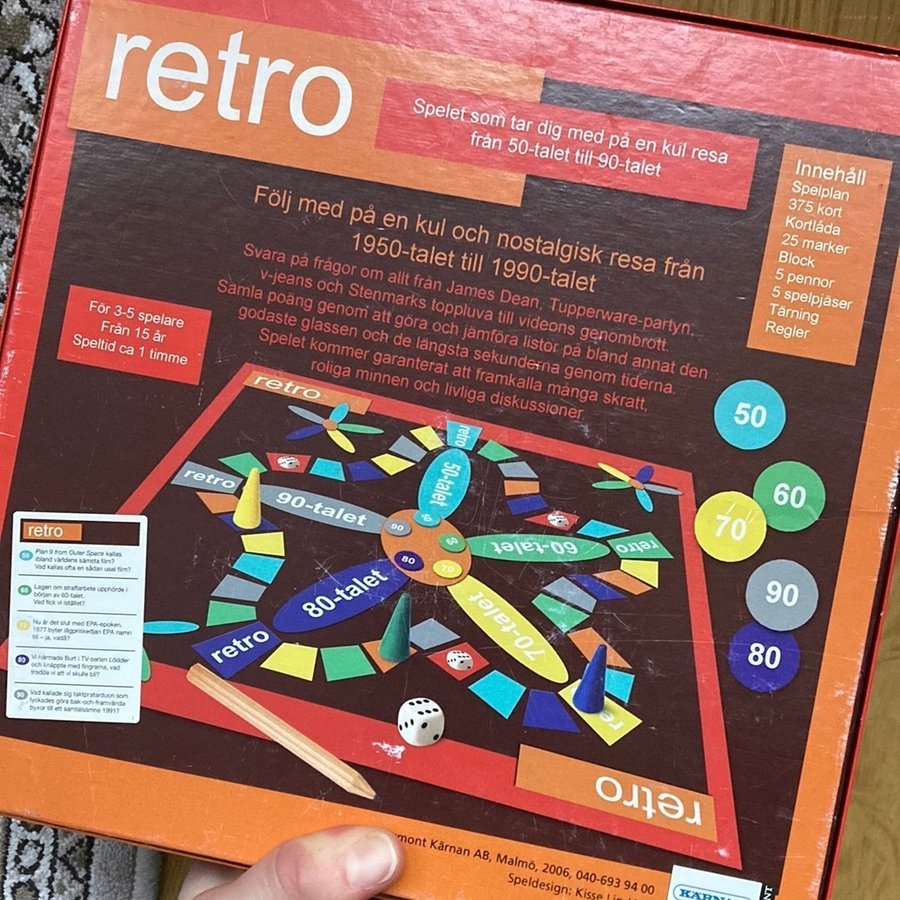 retro
Spelet som tar dig med på en kul resa
från 50-talet till 90-talet
Innehåll
Spelplan
375 kort
Kortlåda
25 marker
Block
5 pennor
5 spelpjäser
Tärning
Regler
Följ med på en kul och nostalgisk resa från
1950-talet till 1990-talet
Svara på frågor om allt från James Dean, Tupperware-partyn,
v-jeans och Stenmarks toppluva till videons genombrott.
Samla poäng genom att göra och jämföra listor på bland annat den
godaste glassen och de längsta sekunderna genom tiderna.
Spelet kommer garanterat att framkalla många skratt,
roliga minnen och livliga diskussioner.
För 3-5 spelare
Från 15 år
Speltid ca 1 timme
retro
retro
50-talet
retro
90-talet
60-talet
retro
80-talet
retro
70-talet
90
60
80
70
retro
50
60
70
90
80
retro
50 Plan 9 from Outer Space kallas
ibland världens sämsta film?
Vad kallas ofta en sådan usel film?
60 Lagen om straffarbete upphörde i
början av 60-talet.
Vad fick vi istället?
Nu är det slut med EPA-epoken.
1977 byter lågpriskedjan EPA namn
till – ja, vadå?
80 Vi härmade Burt i TV-serien Lödder
och knäppte med fingrarna, vad
trodde vi att vi skulle bli?
90 Vad kallade sig taktpratarduon som
lyckades göra bak-och-framvända
byxor till ett samtalsämne 1991?
mont Kärnan AB, Malmö, 2006, 040-693 94 00
Speldesign: Kisse